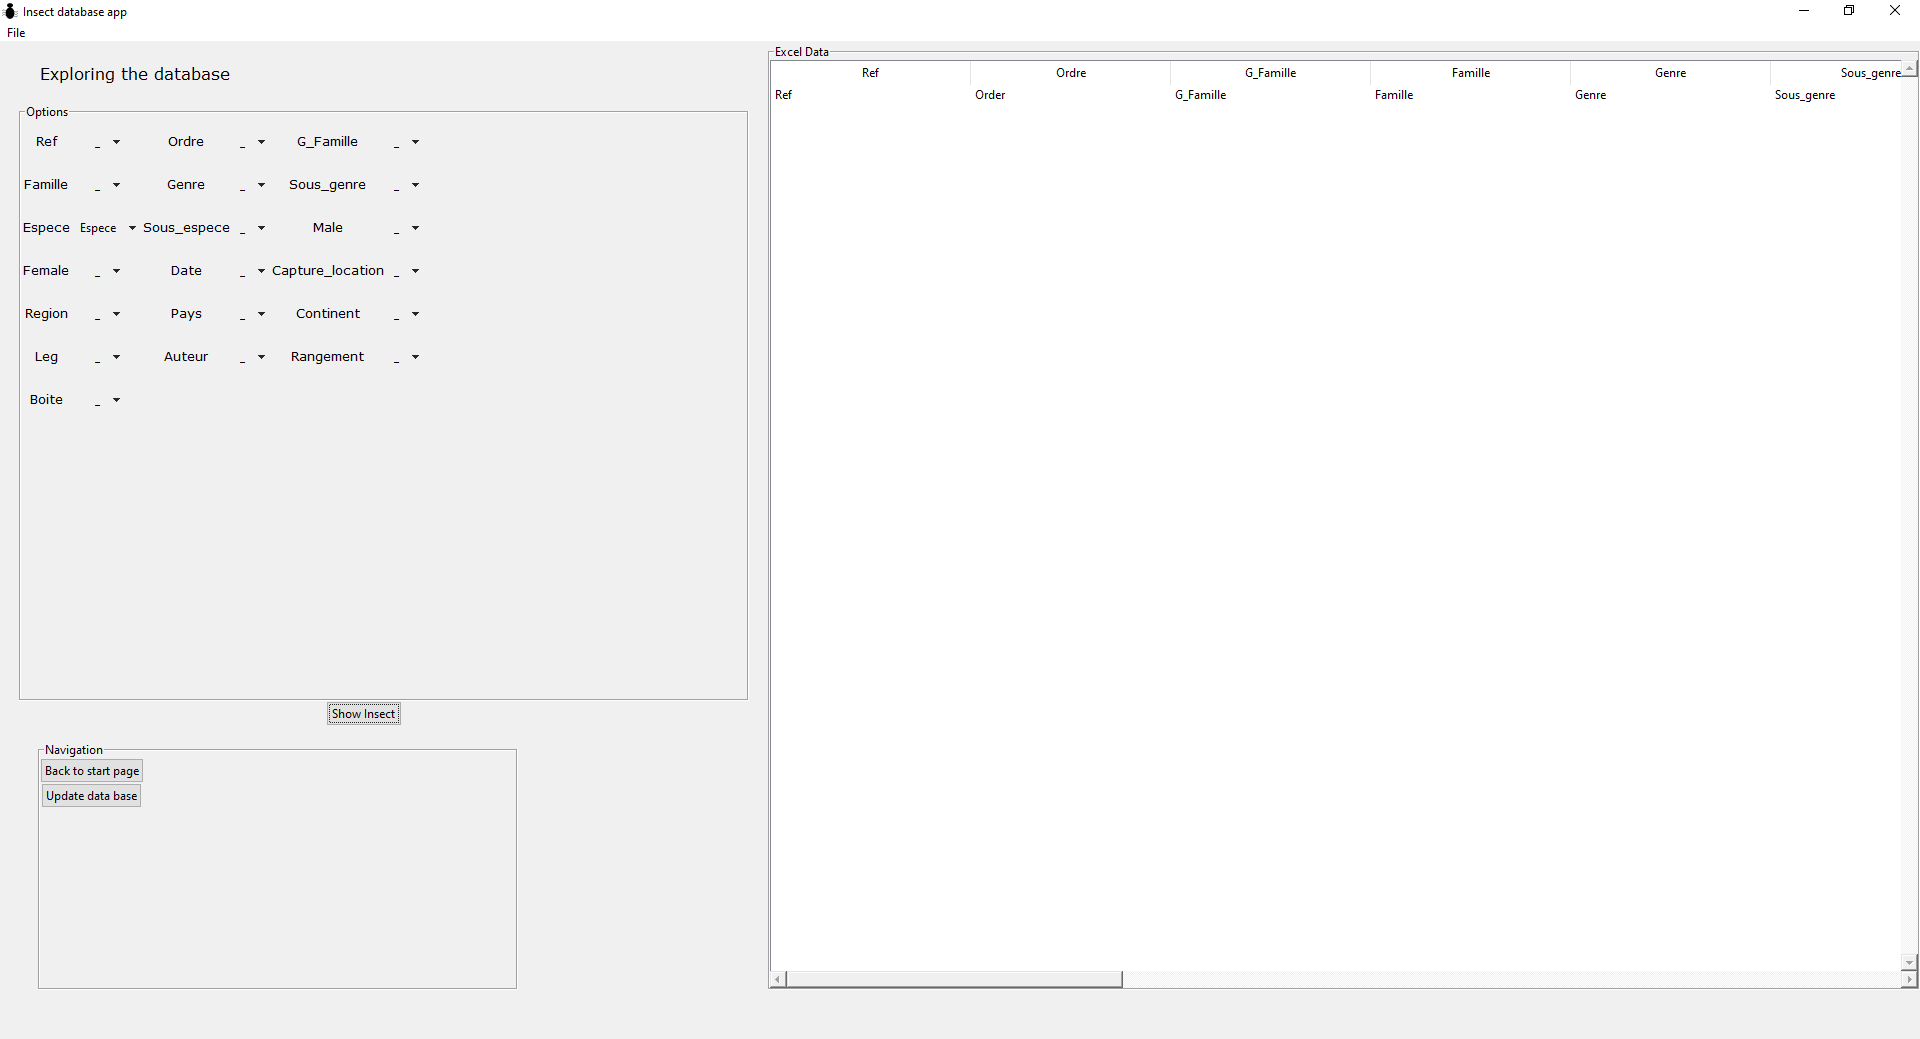 Insect database app
File
Exploring the database
Options
Ref _ Ordre _ G_Famille _
Famille _ Genre _ Sous_genre _
Espece Espece Sous_espece _ Male _
Female _ Date _ Capture_location _
Region _ Pays _ Continent _
Leg _ Auteur _ Rangement _
Boite _
Show Insect
Navigation
Back to start page
Update data base
Excel Data
Ref Ordre G_Famille Famille Genre Sous_genre
Ref Order G_Famille Famille Genre Sous_genre